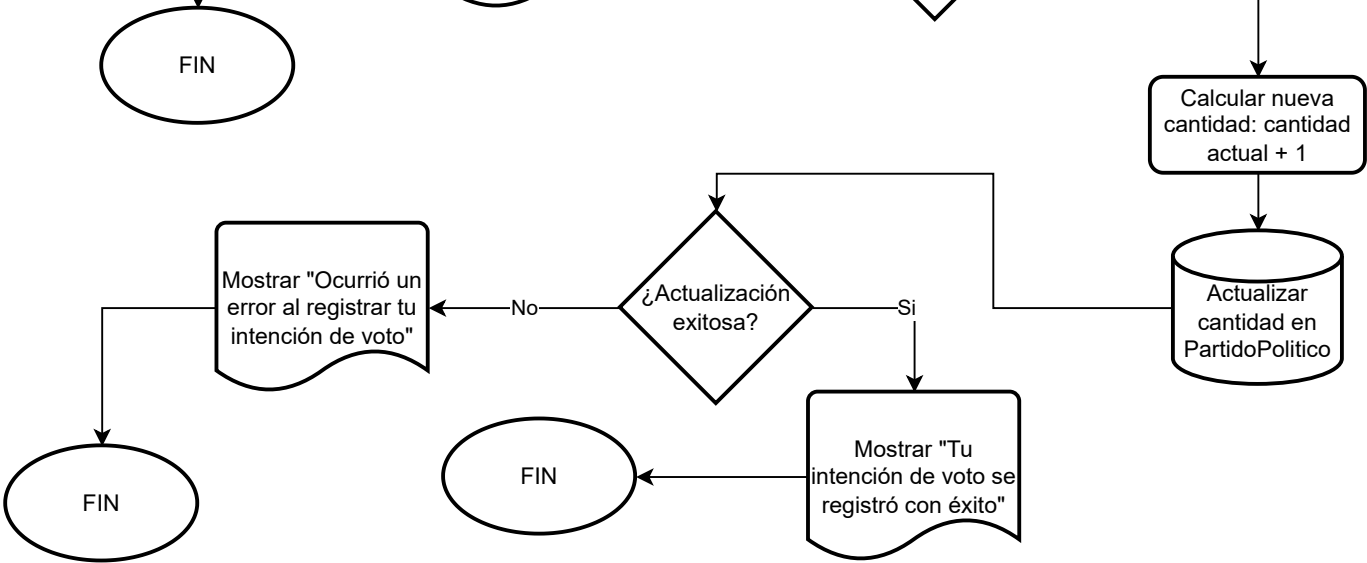 FIN
Calcular nueva
cantidad: cantidad
actual + 1
Mostrar "Ocurrió un
error al registrar tu
intención de voto"
No
¿Actualización
exitosa?
Si
Actualizar
cantidad en
PartidoPolitico
FIN
FIN
Mostrar "Tu
intención de voto se
registró con éxito"